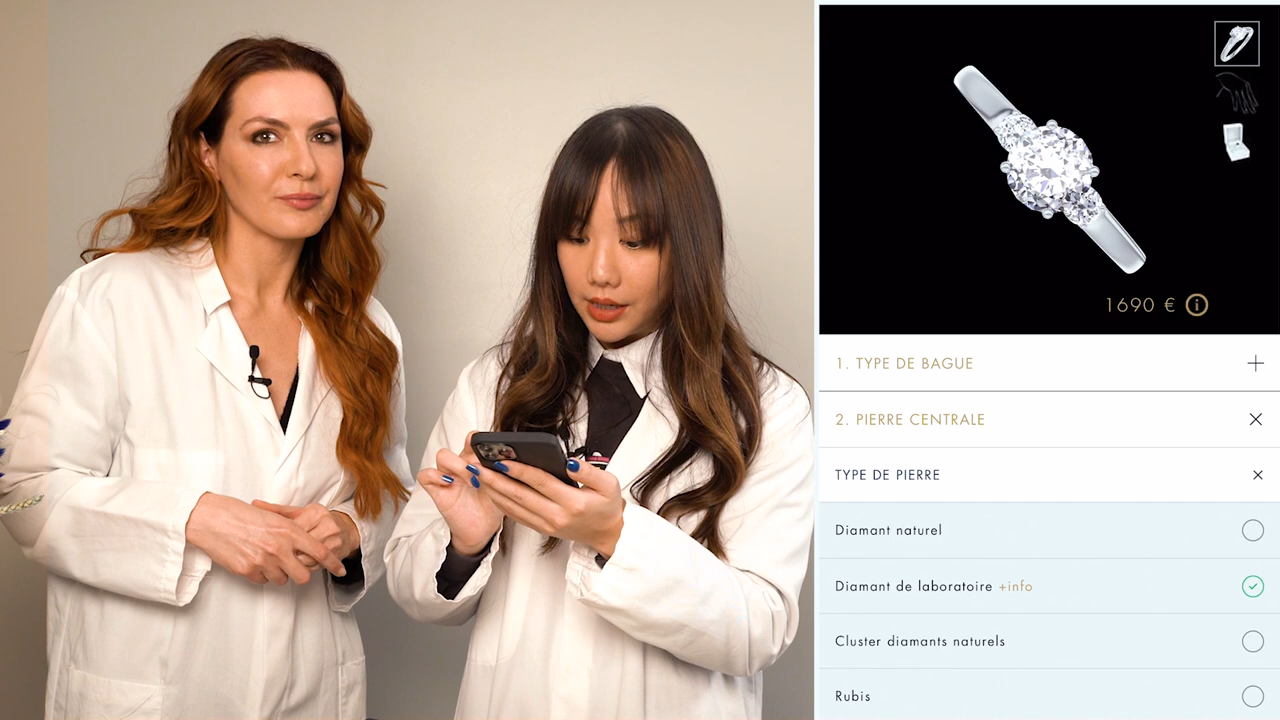 1690 €
1. TYPE DE BAGUE
2. PIERRE CENTRALE
TYPE DE PIERRE
Diamant naturel
Diamant de laboratoire +info
Cluster diamants naturels
Rubis